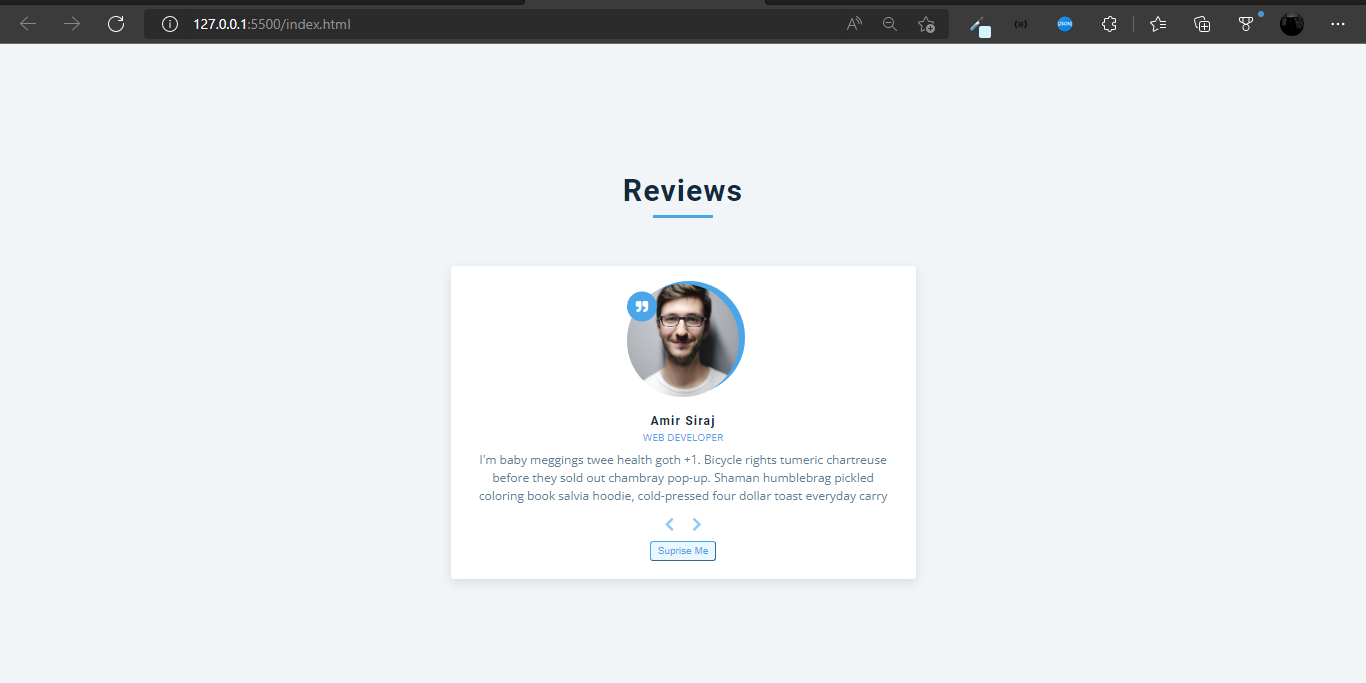 127.0.0.1:5500/index.html
Reviews
Amir Siraj
WEB DEVELOPER
I'm baby meggings twee health goth +1. Bicycle rights tumeric chartreuse
before they sold out chambray pop-up. Shaman humblebrag pickled
coloring book salvia hoodie, cold-pressed four dollar toast everyday carry
Suprise Me